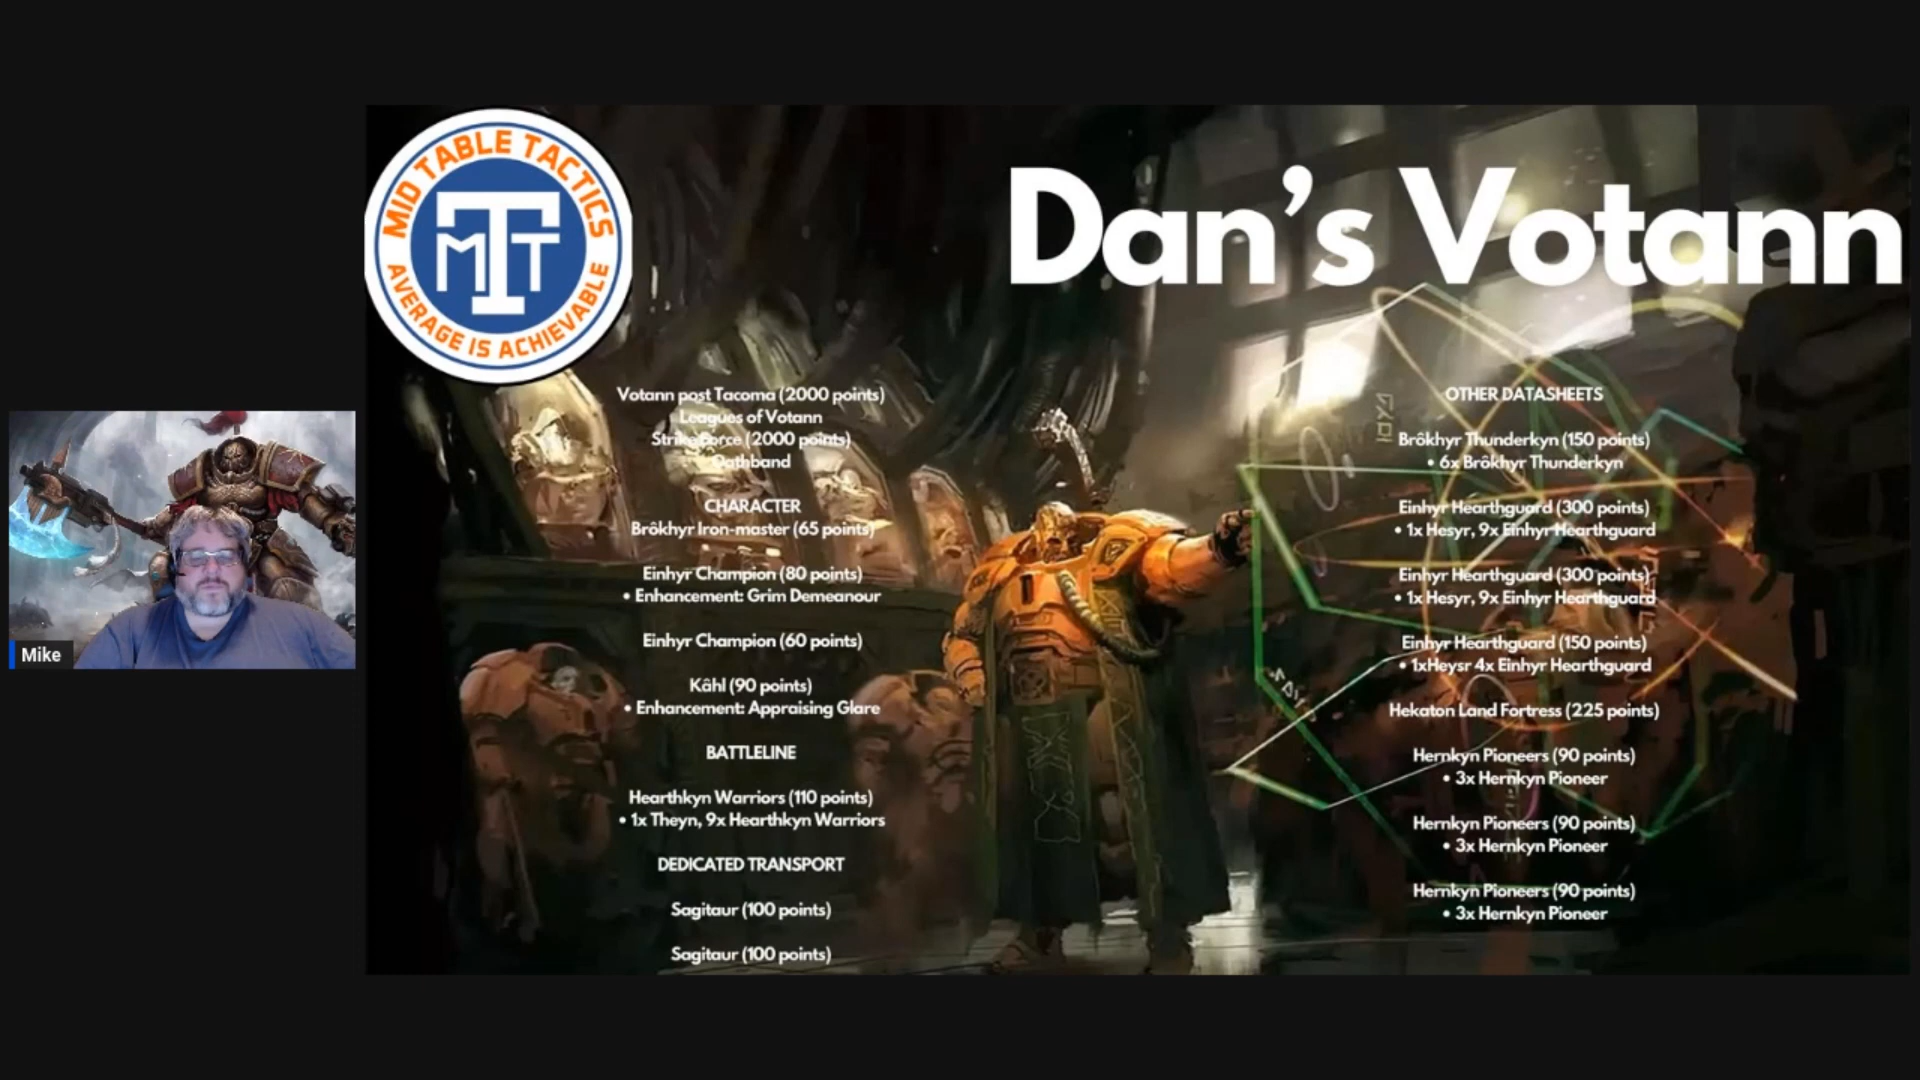 MID TABLE TACTICS
MTT
AVERAGE IS ACHIEVABLE
Dan's Votann
Votann post Tacoma (2000 points)
Leagues of Votann
Strike Force (2000 points)
Oathband
CHARACTER
Brôkhyr Iron-master (65 points)
Einhyr Champion (80 points)
• Enhancement: Grim Demeanour
Einhyr Champion (60 points)
Kâhl (90 points)
• Enhancement: Appraising Glare
BATTLELINE
Hearthkyn Warriors (110 points)
• 1x Theyn, 9x Hearthkyn Warriors
DEDICATED TRANSPORT
Sagitaur (100 points)
Sagitaur (100 points)
OTHER DATASHEETS
Brôkhyr Thunderkyn (150 points)
• 6x Brôkhyr Thunderkyn
Einhyr Hearthguard (300 points)
• 1x Hesyr, 9x Einhyr Hearthguard
Einhyr Hearthguard (300 points)
• 1x Hesyr, 9x Einhyr Hearthguard
Einhyr Hearthguard (150 points)
• 1xHeysr 4x Einhyr Hearthguard
Hekaton Land Fortress (225 points)
Hernkyn Pioneers (90 points)
• 3x Hernkyn Pioneer
Hernkyn Pioneers (90 points)
• 3x Hernkyn Pioneer
Hernkyn Pioneers (90 points)
• 3x Hernkyn Pioneer
Mike